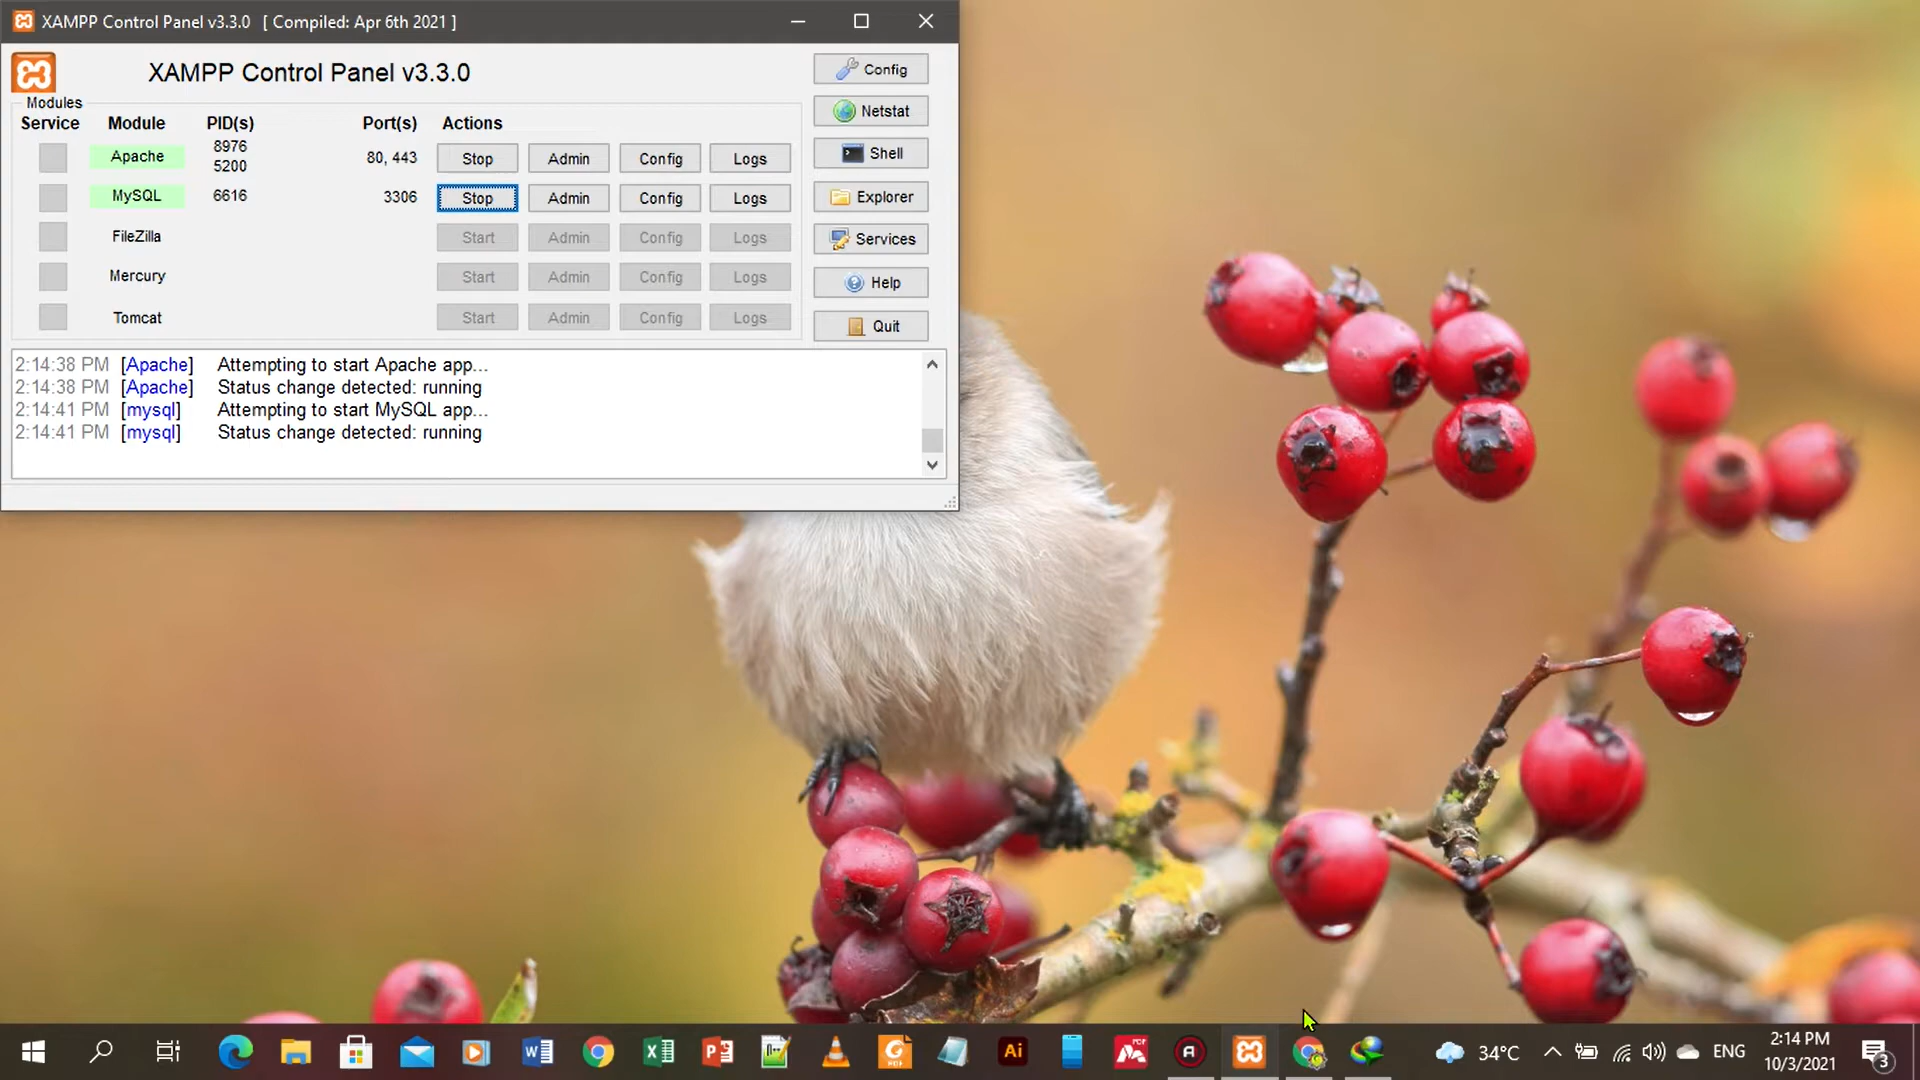 XAMPP Control Panel v3.3.0 [ Compiled: Apr 6th 2021 ]
XAMPP Control Panel v3.3.0
Config
Modules
Netstat
Service Module PID(s) Port(s) Actions
Apache 8976 5200 80, 443 Stop Admin Config Logs
Shell
MySQL 6616 3306 Stop Admin Config Logs
Explorer
FileZilla Start Admin Config Logs
Services
Mercury Start Admin Config Logs
Help
Tomcat Start Admin Config Logs
Quit
2:14:38 PM [Apache] Attempting to start Apache app...
2:14:38 PM [Apache] Status change detected: running
2:14:41 PM [mysql] Attempting to start MySQL app...
2:14:41 PM [mysql] Status change detected: running
34°C
ENG
2:14 PM
10/3/2021
3
Ai
PDF